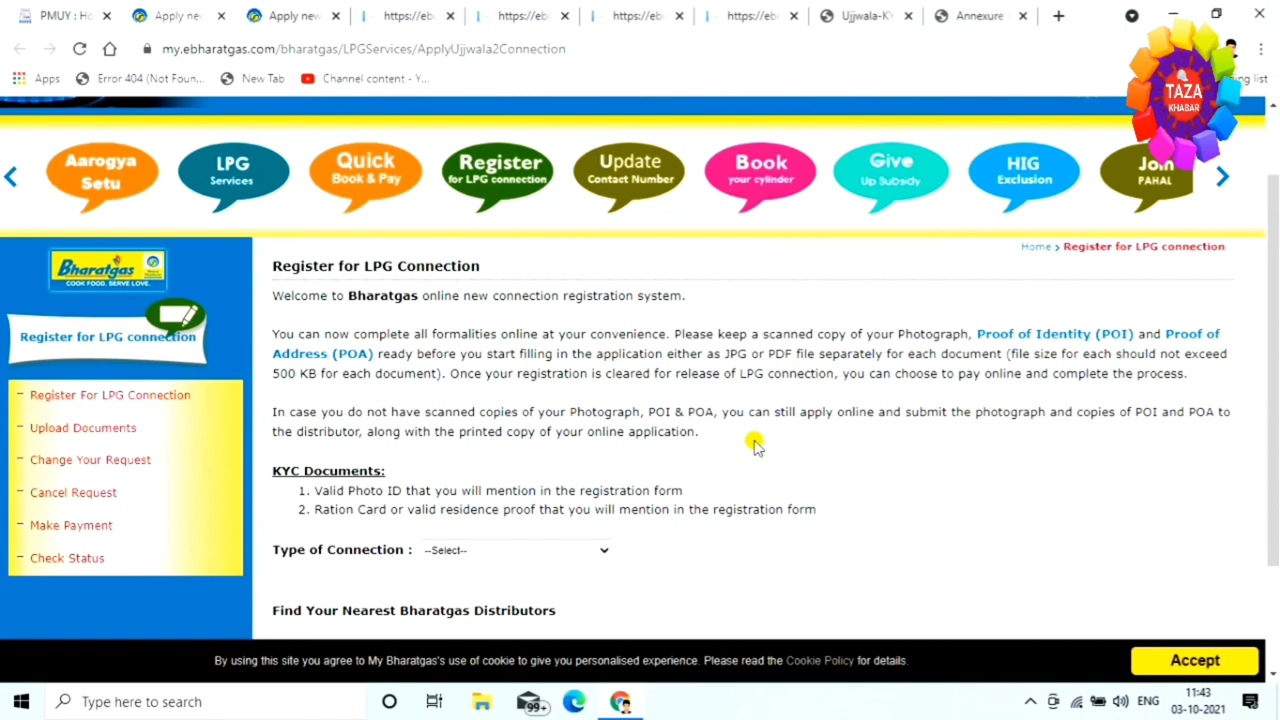 PMUY : Ho
Apply ne
Apply new
https://eb
https://eb
https://eb
https://eb
Ujjwala-K
Annexure
my.ebharatgas.com/bharatgas/LPGServices/ApplyUjjwala2Connection
Apps
Error 404 (Not Foun...
New Tab
Channel content - Y...
ing list
TAZA
KHABAR
Aarogya
Setu
LPG
Services
Quick
Book & Pay
Register
for LPG connection
Update
Contact Number
Book
your cylinder
Give
Up Subsidy
HIG
Exclusion
Join
PAHAL
Home > Register for LPG connection
Bharatgas
COOK FOOD. SERVE LOVE.
Register for LPG connection
Register For LPG Connection
Upload Documents
Change Your Request
Cancel Request
Make Payment
Check Status
Register for LPG Connection
Welcome to Bharatgas online new connection registration system.
You can now complete all formalities online at your convenience. Please keep a scanned copy of your Photograph, Proof of Identity (POI) and Proof of
Address (POA) ready before you start filling in the application either as JPG or PDF file separately for each document (file size for each should not exceed
500 KB for each document). Once your registration is cleared for release of LPG connection, you can choose to pay online and complete the process.
In case you do not have scanned copies of your Photograph, POI & POA, you can still apply online and submit the photograph and copies of POI and POA to
the distributor, along with the printed copy of your online application.
KYC Documents:
1. Valid Photo ID that you will mention in the registration form
2. Ration Card or valid residence proof that you will mention in the registration form
Type of Connection : --Select--
Find Your Nearest Bharatgas Distributors
By using this site you agree to My Bharatgas's use of cookie to give you personalised experience. Please read the Cookie Policy for details.
Accept
Type here to search
99+
ENG
11:43
03-10-2021